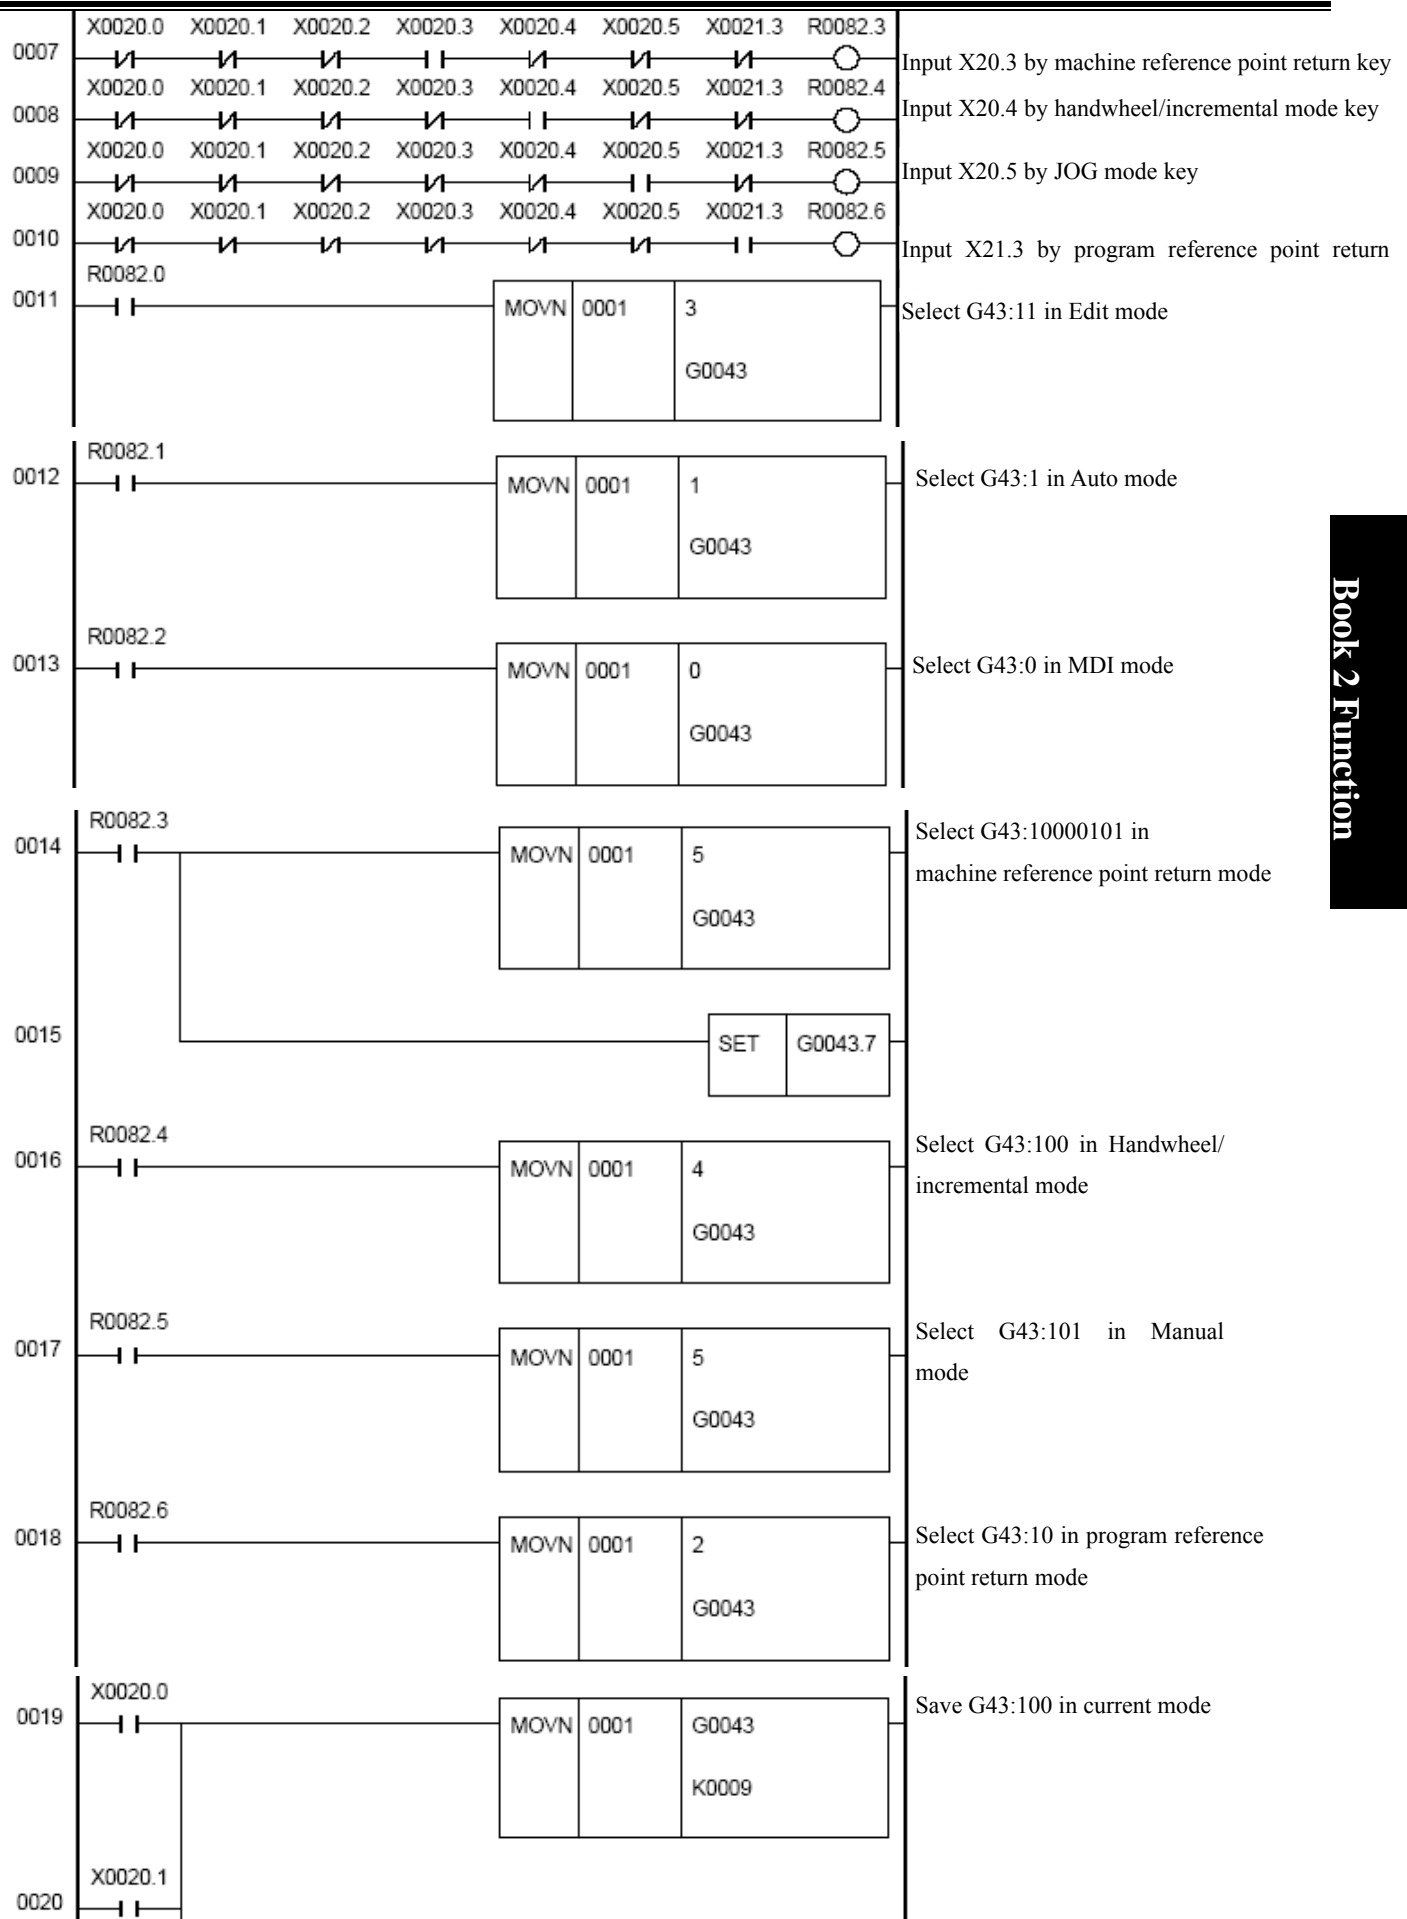 X0020.0 X0020.1 X0020.2 X0020.3 X0020.4 X0020.5 X0021.3 R0082.3
0007 Input X20.3 by machine reference point return key
X0020.0 X0020.1 X0020.2 X0020.3 X0020.4 X0020.5 X0021.3 R0082.4
0008 Input X20.4 by handwheel/incremental mode key
X0020.0 X0020.1 X0020.2 X0020.3 X0020.4 X0020.5 X0021.3 R0082.5
0009 Input X20.5 by JOG mode key
X0020.0 X0020.1 X0020.2 X0020.3 X0020.4 X0020.5 X0021.3 R0082.6
0010 Input X21.3 by program reference point return
R0082.0
0011 MOVN 0001 3 Select G43:11 in Edit mode
G0043
R0082.1
0012 MOVN 0001 1 Select G43:1 in Auto mode
G0043
R0082.2
0013 MOVN 0001 0 Select G43:0 in MDI mode
G0043
R0082.3
0014 MOVN 0001 5 Select G43:10000101 in
machine reference point return mode
G0043
0015 SET G0043.7
R0082.4
0016 MOVN 0001 4 Select G43:100 in Handwheel/
incremental mode
G0043
R0082.5
0017 MOVN 0001 5 Select G43:101 in Manual
mode
G0043
R0082.6
0018 MOVN 0001 2 Select G43:10 in program reference
point return mode
G0043
X0020.0
0019 MOVN 0001 G0043 Save G43:100 in current mode
K0009
X0020.1
0020
Book 2 Function